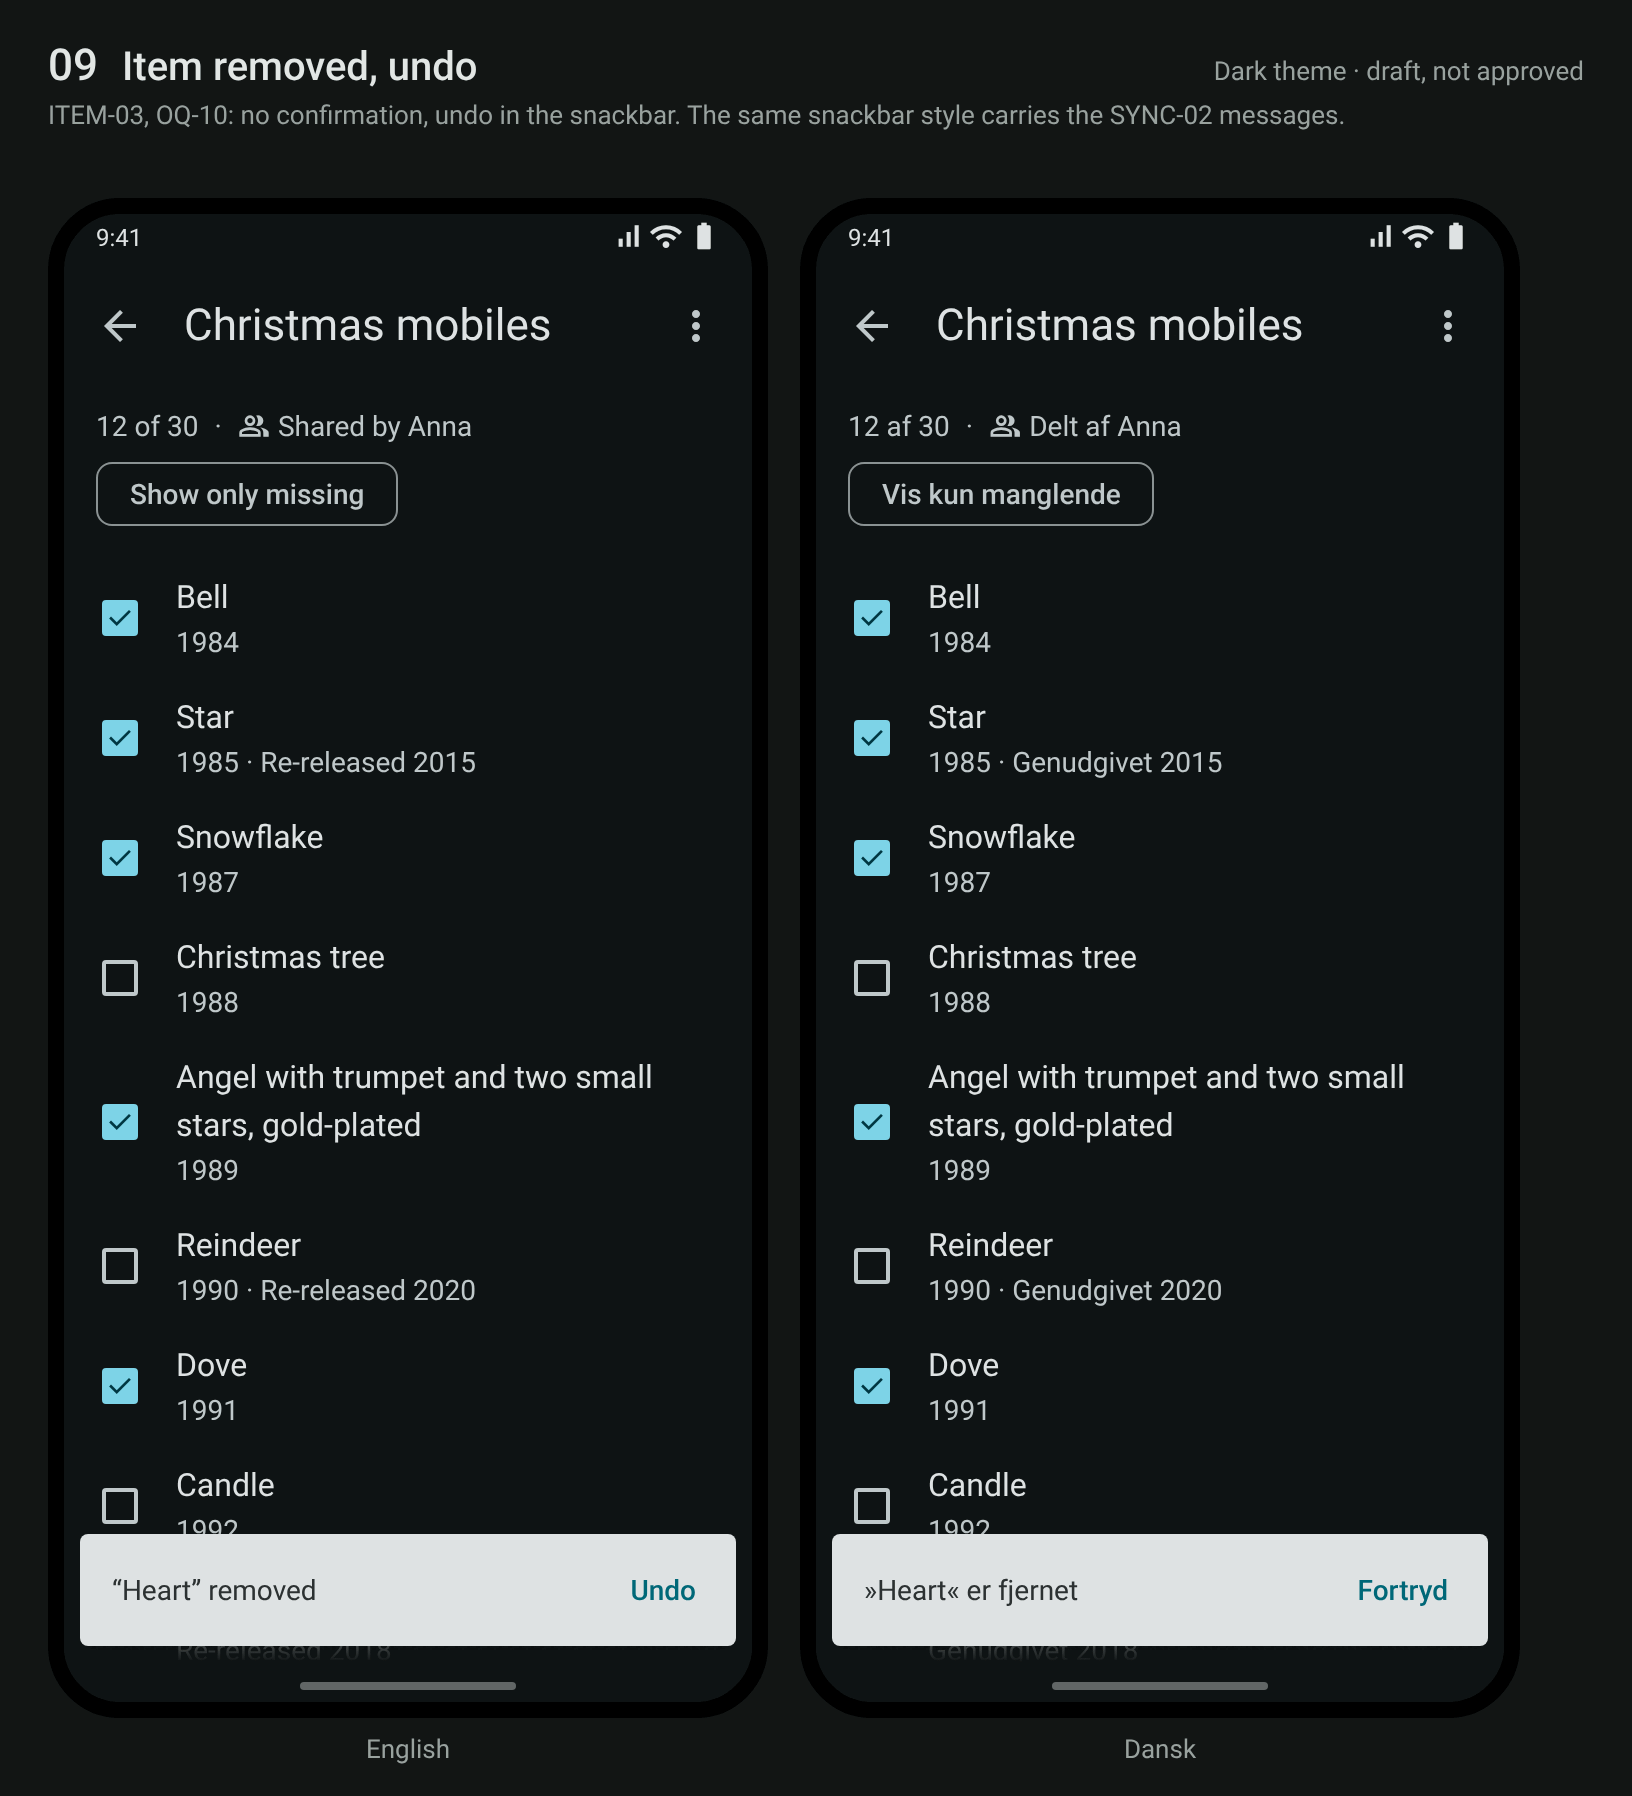 09 Item removed, undo
Dark theme · draft, not approved
ITEM-03, OQ-10: no confirmation, undo in the snackbar. The same snackbar style carries the SYNC-02 messages.
9:41
Christmas mobiles
12 of 30 · Shared by Anna
Show only missing
Bell
1984
Star
1985 · Re-released 2015
Snowflake
1987
Christmas tree
1988
Angel with trumpet and two small
stars, gold-plated
1989
Reindeer
1990 · Re-released 2020
Dove
1991
Candle
1992
“Heart” removed
Undo
Re-released 2018
English
9:41
Christmas mobiles
12 af 30 · Delt af Anna
Vis kun manglende
Bell
1984
Star
1985 · Genudgivet 2015
Snowflake
1987
Christmas tree
1988
Angel with trumpet and two small
stars, gold-plated
1989
Reindeer
1990 · Genudgivet 2020
Dove
1991
Candle
1992
»Heart« er fjernet
Fortryd
Genudgivet 2018
Dansk